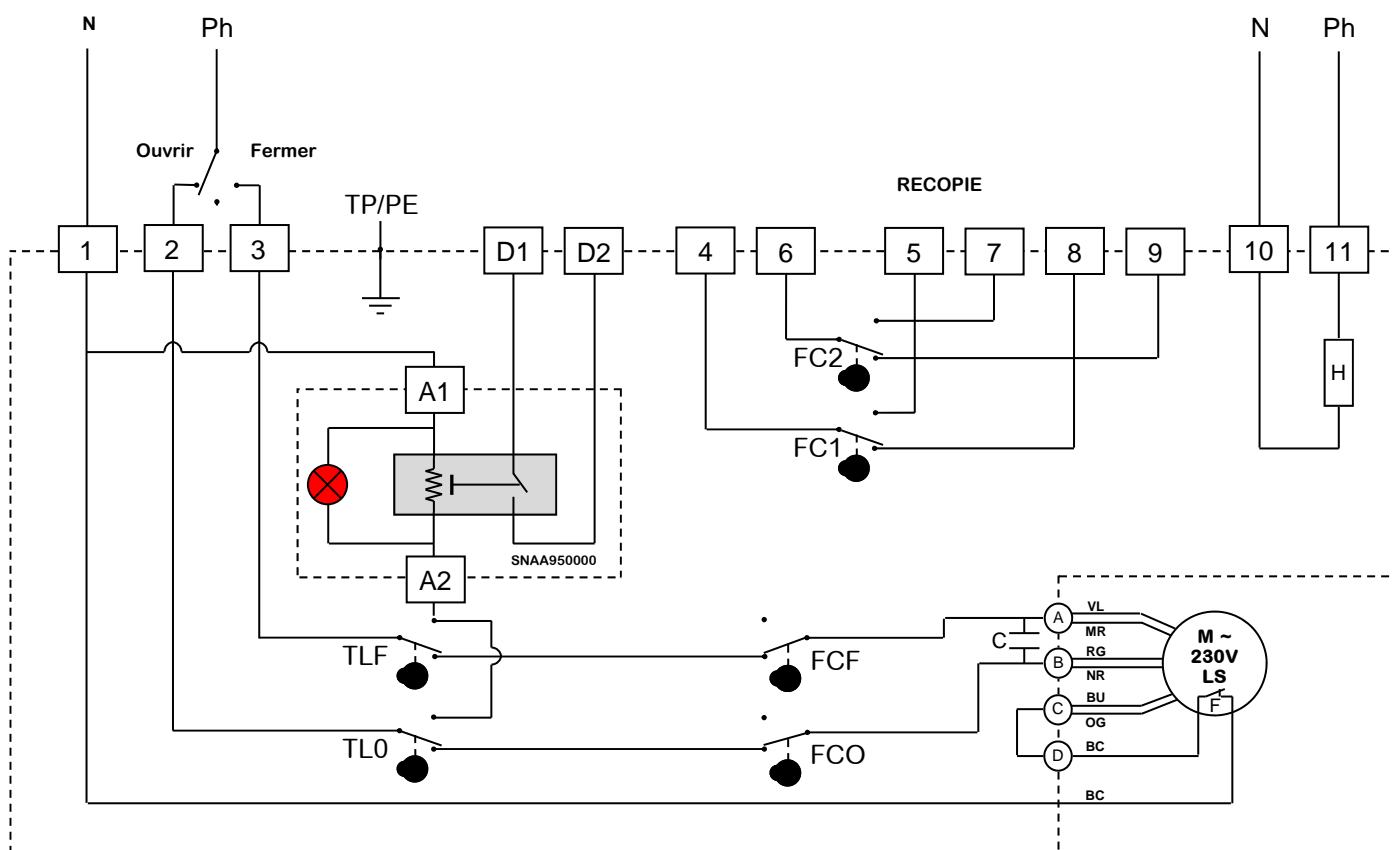 N
Ph
N
Ph
Ouvrir
Fermer
RECOPIE
TP/PE
1
2
3
D1
D2
4
6
5
7
8
9
10
11
FC2
H
A1
FC1
SNAA950000
A2
A
VL
MR
C
M ~
230V
LS
TLF
FCF
B
RG
NR
F
C
BU
OG
TL0
FCO
D
BC
BC